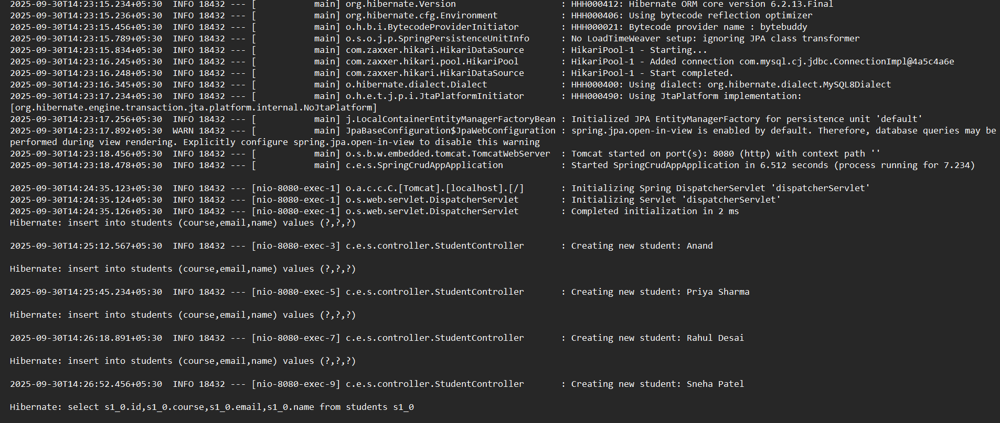 2025-09-30T14:23:15.234+05:30  INFO 18432 --- [           main] org.hibernate.Version                    : HHH000412: Hibernate ORM core version 6.2.13.Final
2025-09-30T14:23:15.236+05:30  INFO 18432 --- [           main] org.hibernate.cfg.Environment            : HHH000406: Using bytecode reflection optimizer
2025-09-30T14:23:15.456+05:30  INFO 18432 --- [           main] o.h.b.i.BytecodeProviderInitiator        : HHH000021: Bytecode provider name : bytebuddy
2025-09-30T14:23:15.789+05:30  INFO 18432 --- [           main] o.s.o.j.p.SpringPersistenceUnitInfo      : No LoadTimeWeaver setup: ignoring JPA class transformer
2025-09-30T14:23:15.834+05:30  INFO 18432 --- [           main] com.zaxxer.hikari.HikariDataSource       : HikariPool-1 - Starting...
2025-09-30T14:23:16.245+05:30  INFO 18432 --- [           main] com.zaxxer.hikari.pool.HikariPool        : HikariPool-1 - Added connection com.mysql.cj.jdbc.ConnectionImpl@4a5c4a6e
2025-09-30T14:23:16.248+05:30  INFO 18432 --- [           main] com.zaxxer.hikari.HikariDataSource       : HikariPool-1 - Start completed.
2025-09-30T14:23:16.345+05:30  INFO 18432 --- [           main] o.hibernate.dialect.Dialect              : HHH000400: Using dialect: org.hibernate.dialect.MySQL8Dialect
2025-09-30T14:23:17.234+05:30  INFO 18432 --- [           main] o.h.e.t.j.p.i.JtaPlatformInitiator       : HHH000490: Using JtaPlatform implementation:
[org.hibernate.engine.transaction.jta.platform.internal.NoJtaPlatform]
2025-09-30T14:23:17.256+05:30  INFO 18432 --- [           main] j.LocalContainerEntityManagerFactoryBean : Initialized JPA EntityManagerFactory for persistence unit 'default'
2025-09-30T14:23:17.892+05:30  WARN 18432 --- [           main] JpaBaseConfiguration$JpaWebConfiguration : spring.jpa.open-in-view is enabled by default. Therefore, database queries may be
performed during view rendering. Explicitly configure spring.jpa.open-in-view to disable this warning
2025-09-30T14:23:18.456+05:30  INFO 18432 --- [           main] o.s.b.w.embedded.tomcat.TomcatWebServer  : Tomcat started on port(s): 8080 (http) with context path ''
2025-09-30T14:23:18.478+05:30  INFO 18432 --- [           main] c.e.s.SpringCrudAppApplication           : Started SpringCrudAppApplication in 6.512 seconds (process running for 7.234)
2025-09-30T14:24:35.123+05:30  INFO 18432 --- [nio-8080-exec-1] o.a.c.c.C.[Tomcat].[localhost].[/]       : Initializing Spring DispatcherServlet 'dispatcherServlet'
2025-09-30T14:24:35.124+05:30  INFO 18432 --- [nio-8080-exec-1] o.s.web.servlet.DispatcherServlet        : Initializing Servlet 'dispatcherServlet'
2025-09-30T14:24:35.126+05:30  INFO 18432 --- [nio-8080-exec-1] o.s.web.servlet.DispatcherServlet        : Completed initialization in 2 ms
Hibernate: insert into students (course,email,name) values (?,?,?)
2025-09-30T14:25:12.567+05:30  INFO 18432 --- [nio-8080-exec-3] c.e.s.controller.StudentController       : Creating new student: Anand
Hibernate: insert into students (course,email,name) values (?,?,?)
2025-09-30T14:25:45.234+05:30  INFO 18432 --- [nio-8080-exec-5] c.e.s.controller.StudentController       : Creating new student: Priya Sharma
Hibernate: insert into students (course,email,name) values (?,?,?)
2025-09-30T14:26:18.891+05:30  INFO 18432 --- [nio-8080-exec-7] c.e.s.controller.StudentController       : Creating new student: Rahul Desai
Hibernate: insert into students (course,email,name) values (?,?,?)
2025-09-30T14:26:52.456+05:30  INFO 18432 --- [nio-8080-exec-9] c.e.s.controller.StudentController       : Creating new student: Sneha Patel
Hibernate: select s1_0.id,s1_0.course,s1_0.email,s1_0.name from students s1_0